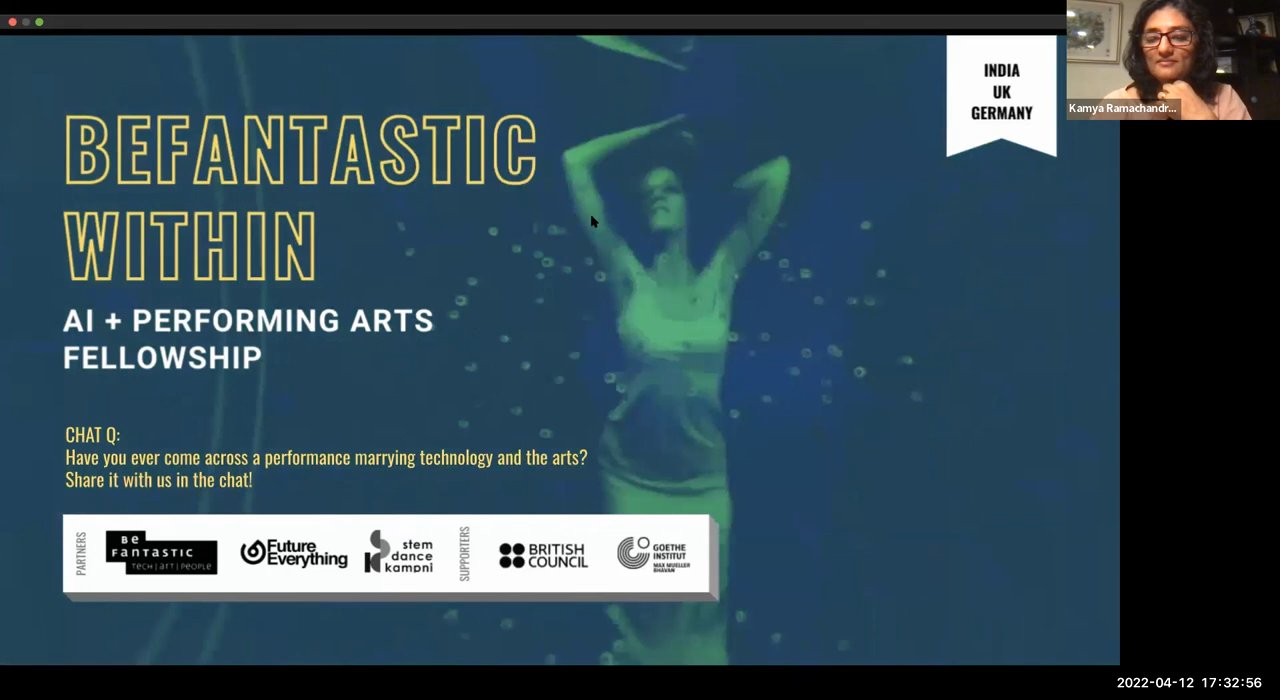 INDIA
UK
GERMANY
Kamya Ramachandr...
BEFANTASTIC
WITHIN
AI + PERFORMING ARTS
FELLOWSHIP
CHAT Q:
Have you ever come across a performance marrying technology and the arts?
Share it with us in the chat!
PARTNERS
Be
FANTASTIC
TECH|ART|PEOPLE
Future
Everything
stem
dance
kampni
SUPPORTERS
BRITISH
COUNCIL
GOETHE
INSTITUT
MAX MUELLER
BHAVAN
2022-04-12 17:32:56